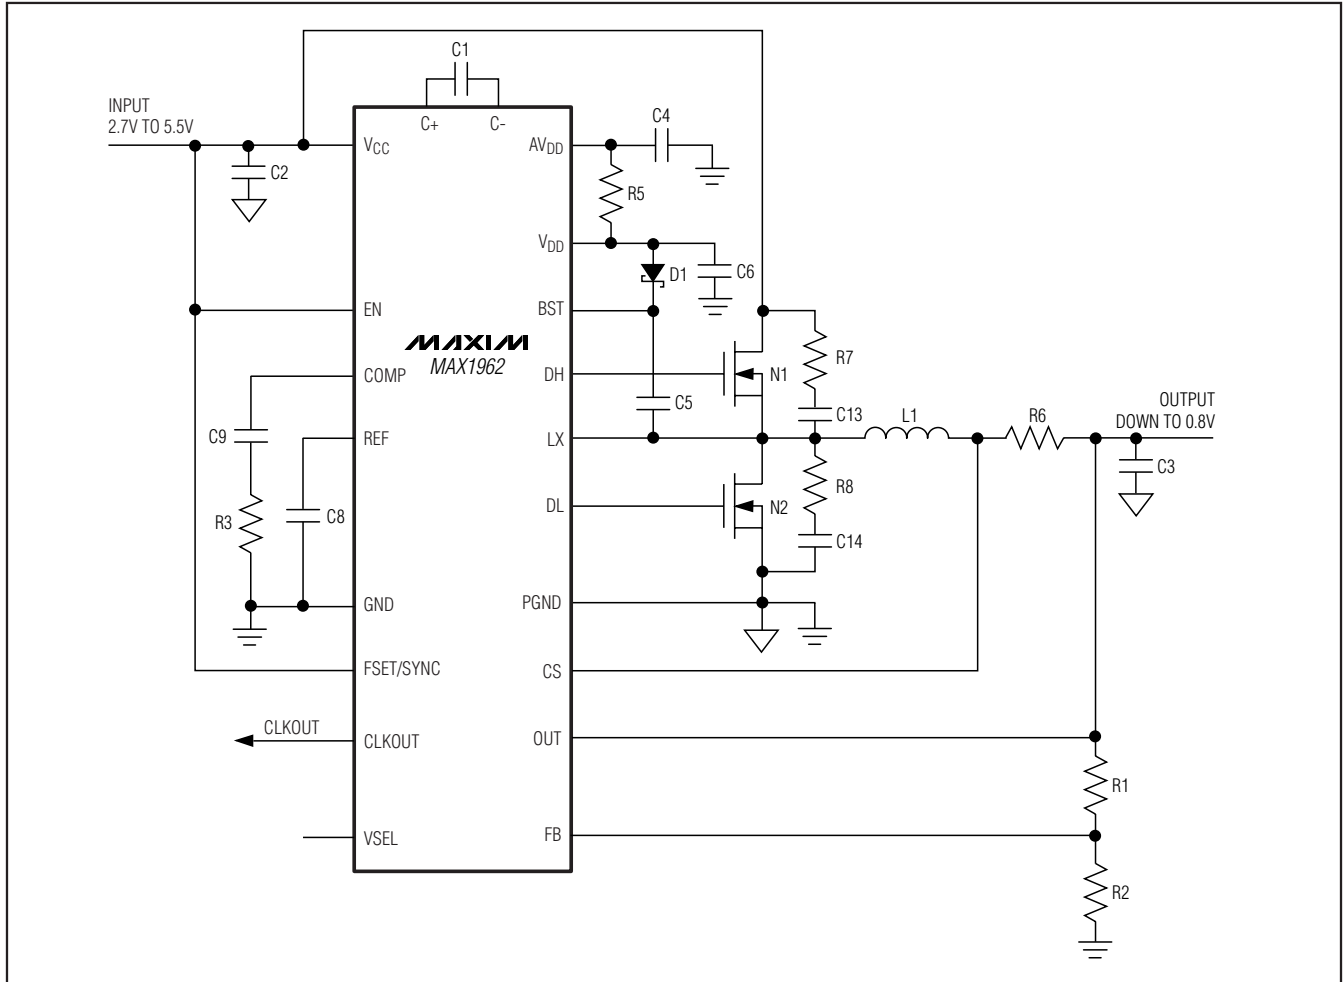 C1
INPUT
2.7V TO 5.5V
C+
C-
C4
VCC
AVDD
C2
R5
VDD
D1
C6
EN
BST
MAXIM
MAX1962
R7
COMP
DH
N1
C5
C13
L1
R6
OUTPUT
DOWN TO 0.8V
C9
REF
LX
C3
R8
R3
C8
DL
N2
C14
GND
PGND
FSET/SYNC
CS
CLKOUT
CLKOUT
OUT
R1
VSEL
FB
R2